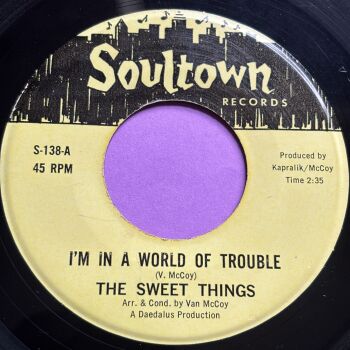 Soultown
RECORDS
S-138-A
45 RPM
Produced by
Kapralik/McCoy
Time 2:35
I'M IN A WORLD OF TROUBLE
(V. McCoy)
THE SWEET THINGS
Arr. & Cond. by Van McCoy
A Daedalus Production